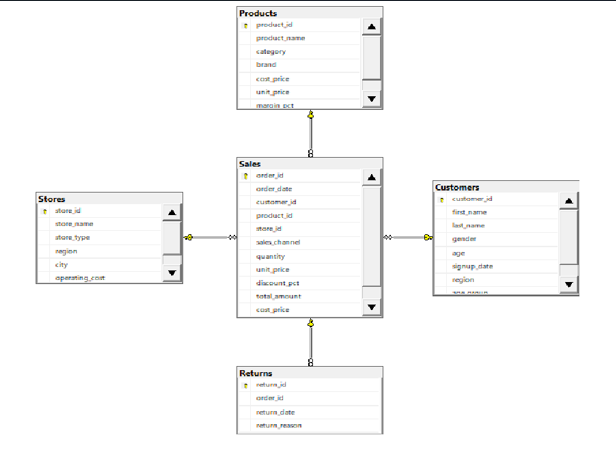 Products
product_id
product_name
category
brand
cost_price
unit_price
margin_pct
Sales
order_id
order_date
customer_id
product_id
store_id
sales_channel
quantity
unit_price
discount_pct
total_amount
cost_price
Stores
store_id
store_name
store_type
region
city
operating_cost
Customers
customer_id
first_name
last_name
gender
age
signup_date
region
age_group
Returns
return_id
order_id
return_date
return_reason